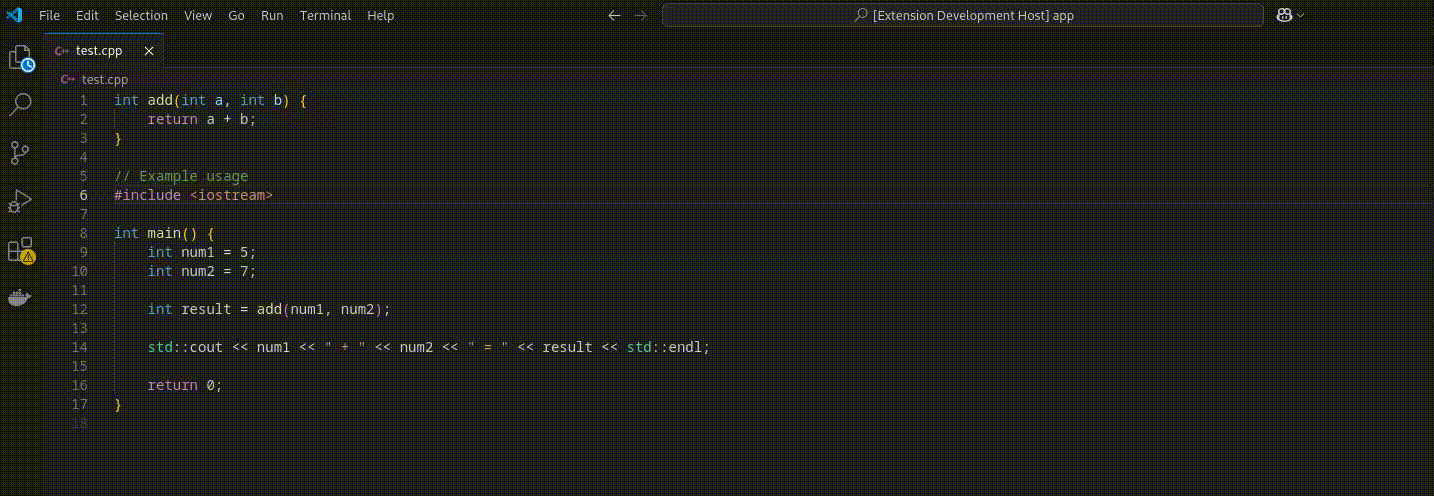 File Edit Selection View Go Run Terminal Help [Extension Development Host] app
C++ test.cpp
C++ test.cpp
1 int add(int a, int b) {
2     return a + b;
3 }
4
5 // Example usage
6 #include <iostream>
7
8 int main() {
9     int num1 = 5;
10     int num2 = 7;
11
12     int result = add(num1, num2);
13
14     std::cout << num1 << " + " << num2 << " = " << result << std::endl;
15
16     return 0;
17 }
18